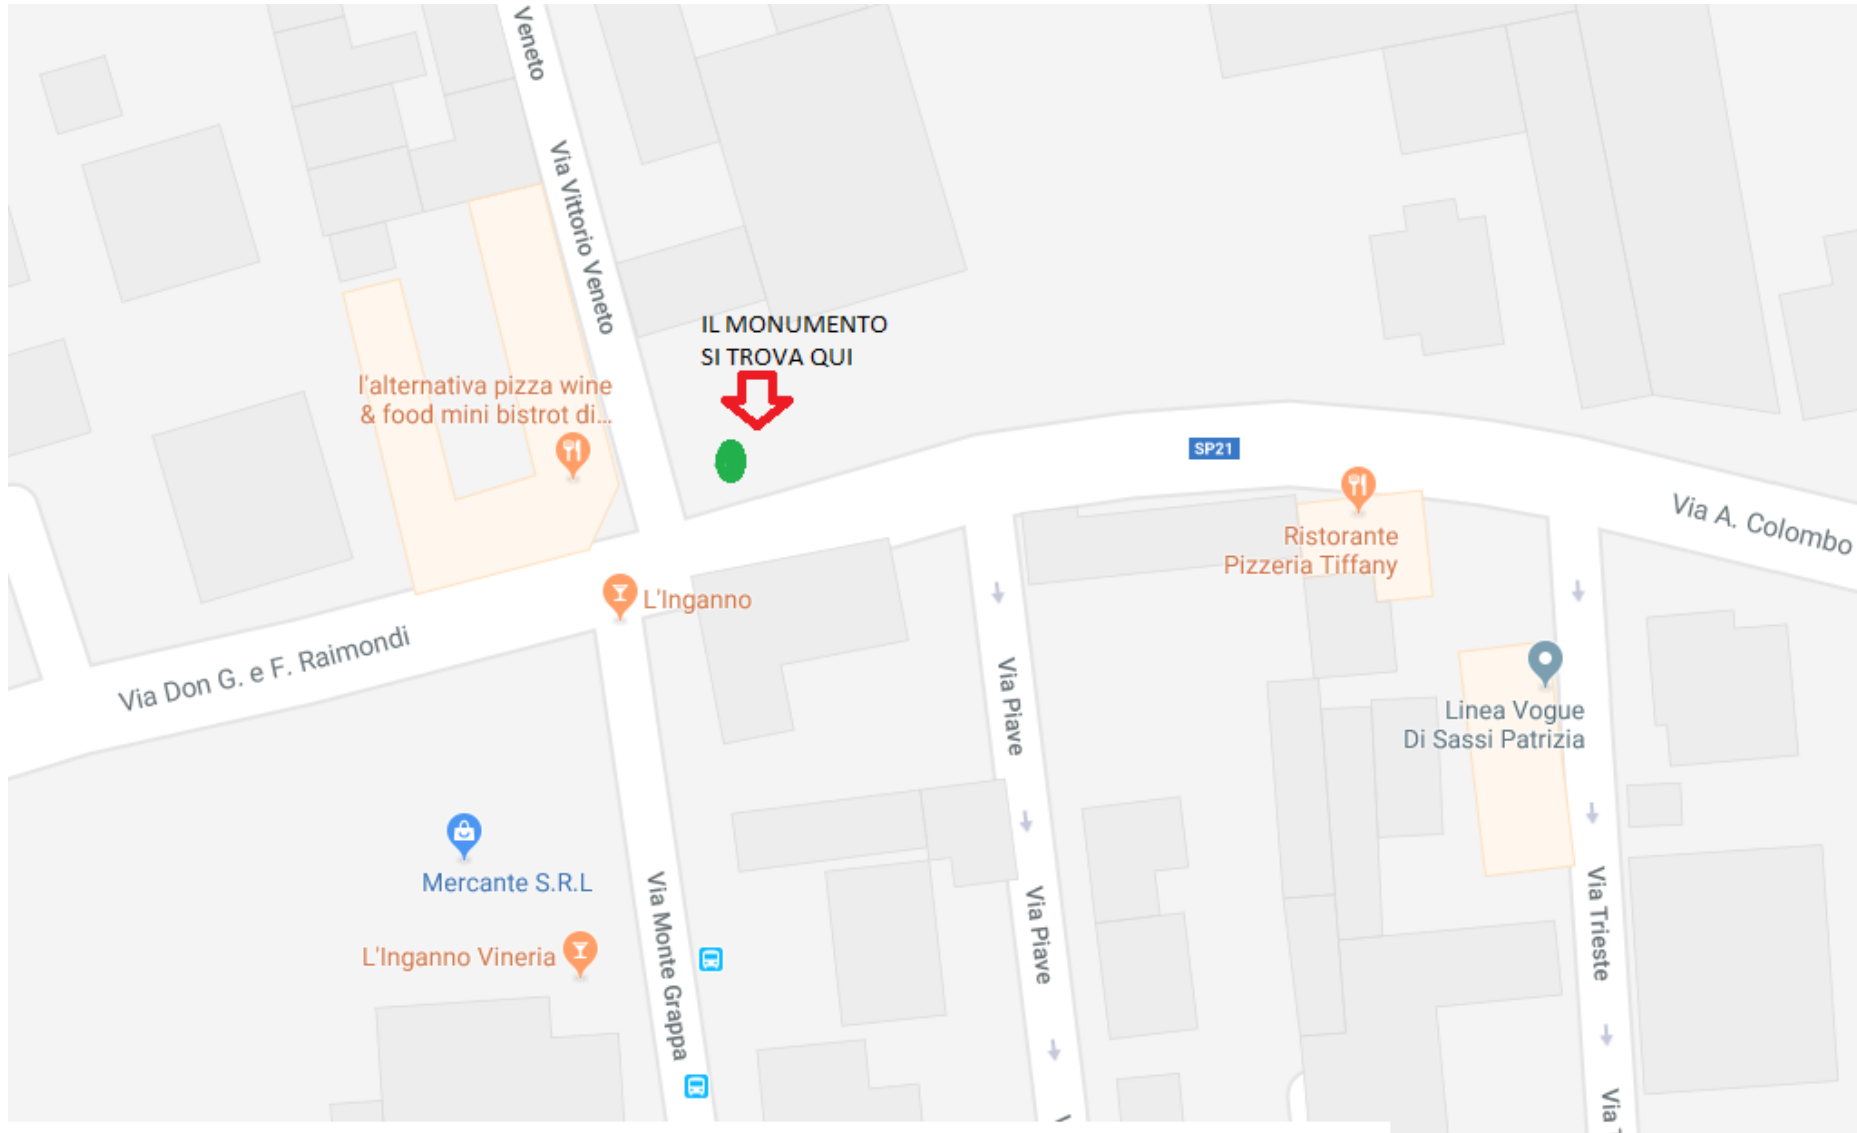 Veneto
Via Vittorio Veneto
IL MONUMENTO
SI TROVA QUI
l'alternativa pizza wine
& food mini bistrot di...
SP21
Via A. Colombo
Ristorante
Pizzeria Tiffany
L'Inganno
Via Don G. e F. Raimondi
Via Piave
Linea Vogue
Di Sassi Patrizia
Mercante S.R.L
L'Inganno Vineria
Via Monte Grappa
Via Piave
Via Trieste
Via